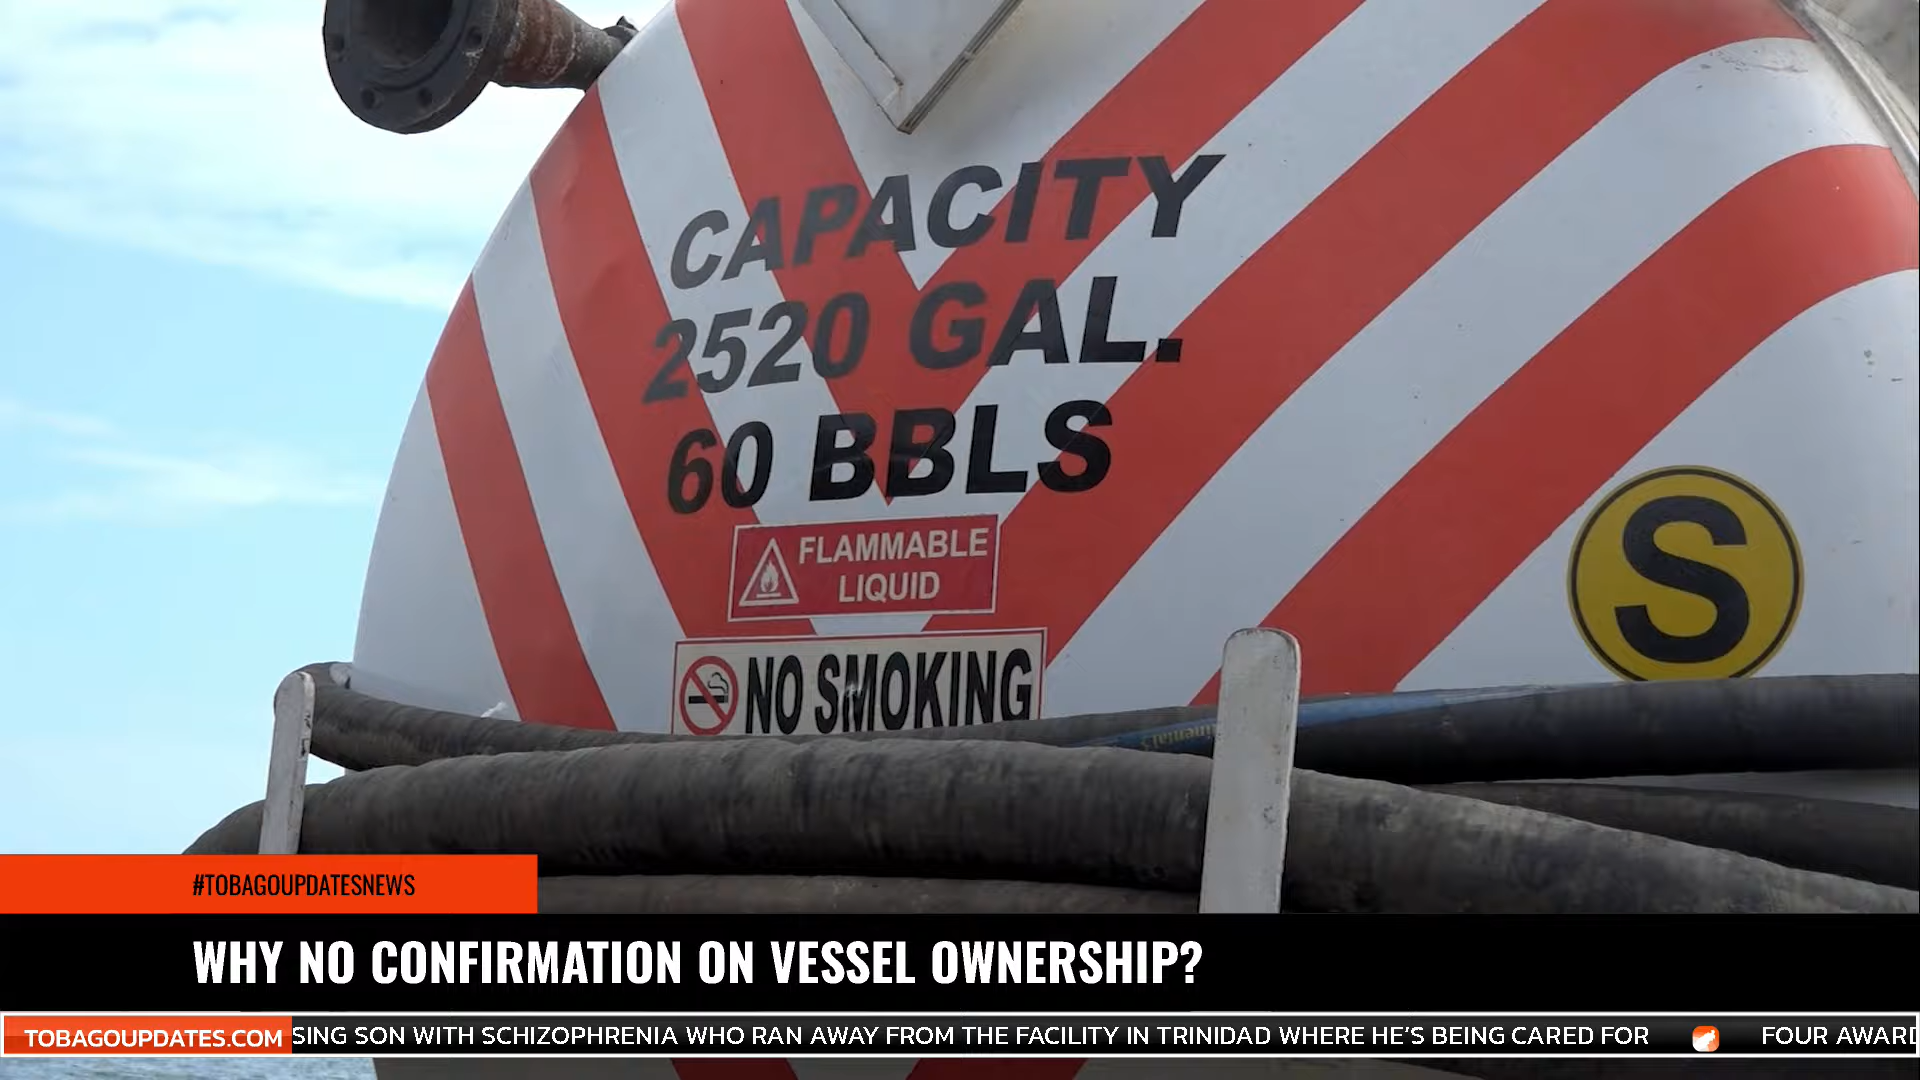 CAPACITY
2520 GAL.
60 BBLS
FLAMMABLE
LIQUID
NO SMOKING
S
#TOBAGOUPDATESNEWS
WHY NO CONFIRMATION ON VESSEL OWNERSHIP?
TOBAGOUPDATES.COM
SING SON WITH SCHIZOPHRENIA WHO RAN AWAY FROM THE FACILITY IN TRINIDAD WHERE HE'S BEING CARED FOR
FOUR AWARD